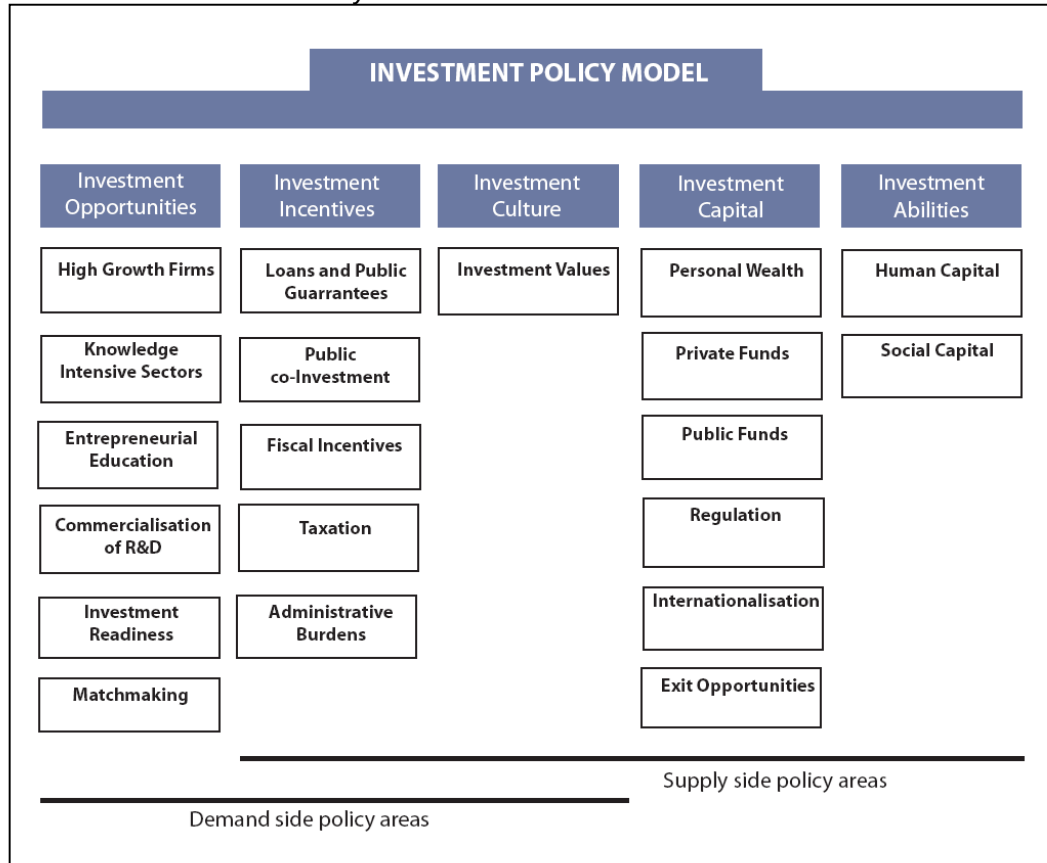 INVESTMENT POLICY MODEL
Investment
Opportunities
High Growth Firms
Knowledge
Intensive Sectors
Entrepreneurial
Education
Commercialisation
of R&D
Investment
Readiness
Matchmaking
Investment
Incentives
Loans and Public
Guarrantees
Public
co-Investment
Fiscal Incentives
Taxation
Administrative
Burdens
Investment
Culture
Investment Values
Investment
Capital
Personal Wealth
Private Funds
Public Funds
Regulation
Internationalisation
Exit Opportunities
Investment
Abilities
Human Capital
Social Capital
Supply side policy areas
Demand side policy areas